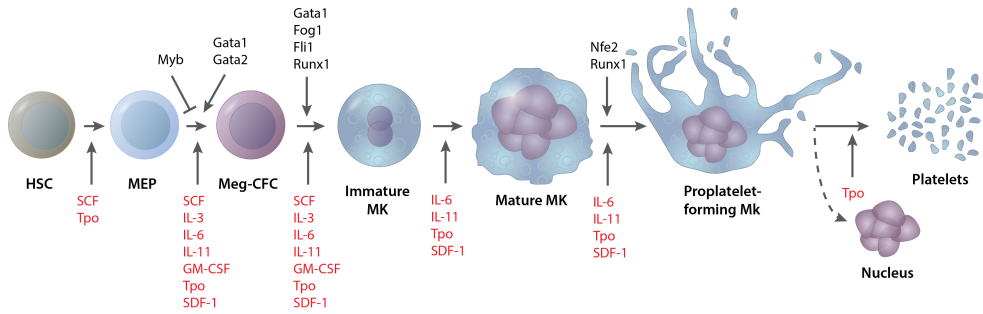 Myb
Gata1
Gata2
Gata1
Fog1
Fli1
Runx1
Nfe2
Runx1
HSC
MEP
Meg-CFC
Immature
MK
Mature MK
Proplatelet-
forming Mk
Platelets
Nucleus
SCF
Tpo
SCF
IL-3
IL-6
IL-11
GM-CSF
Tpo
SDF-1
SCF
IL-3
IL-6
IL-11
GM-CSF
Tpo
SDF-1
IL-6
IL-11
Tpo
SDF-1
IL-6
IL-11
Tpo
SDF-1
Tpo